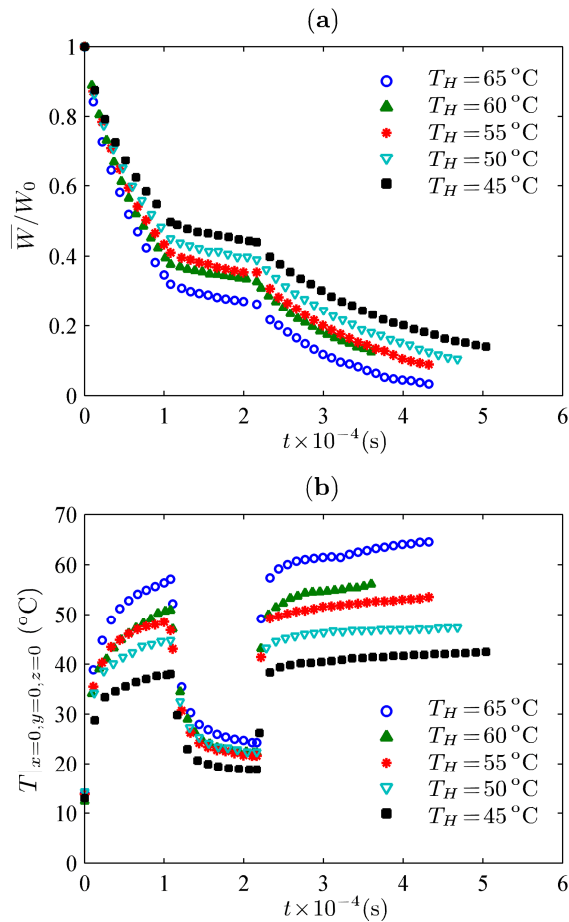 (a)
1
0.8
0.6
0.4
0.2
0
W̅/W₀
T_H = 65 °C
T_H = 60 °C
T_H = 55 °C
T_H = 50 °C
T_H = 45 °C
0 1 2 3 4 5 6
t×10⁻⁴(s)
(b)
70
60
50
40
30
20
10
0
T|x=0,y=0,z=0 (°C)
T_H = 65 °C
T_H = 60 °C
T_H = 55 °C
T_H = 50 °C
T_H = 45 °C
0 1 2 3 4 5 6
t×10⁻⁴(s)